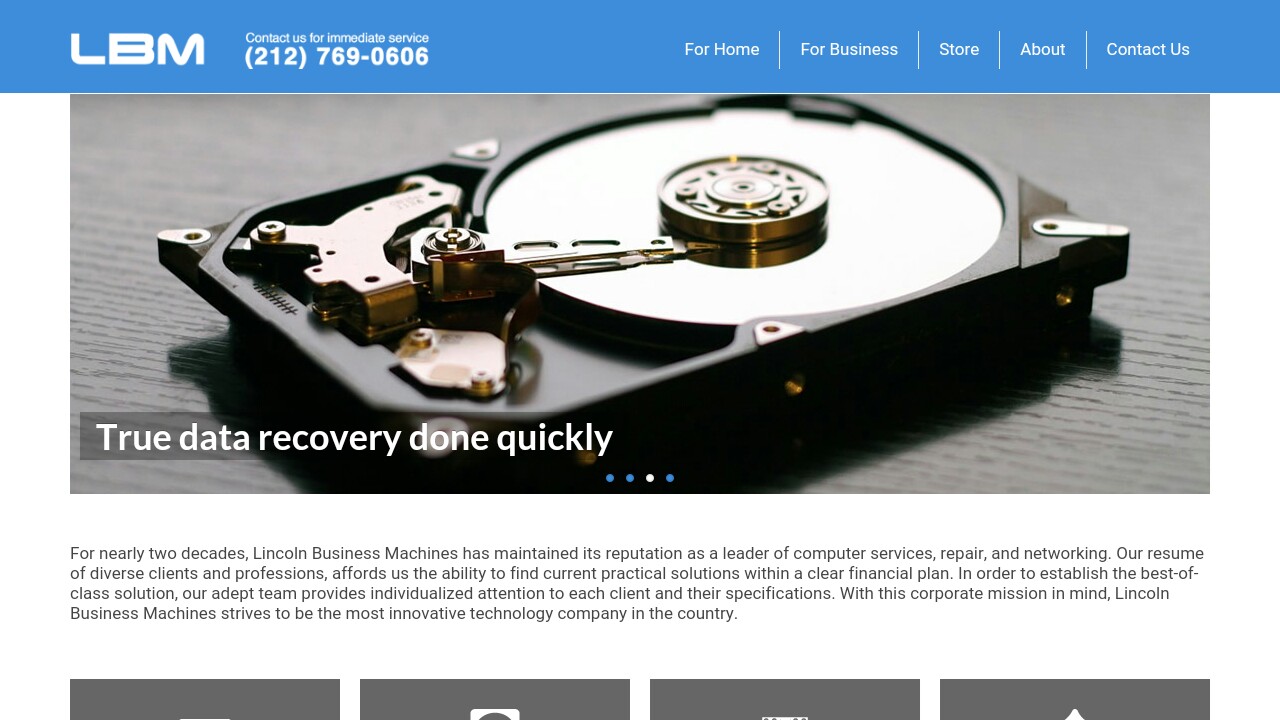 LBM
Contact us for immediate service
(212) 769-0606
For Home
For Business
Store
About
Contact Us
True data recovery done quickly
For nearly two decades, Lincoln Business Machines has maintained its reputation as a leader of computer services, repair, and networking. Our resume
of diverse clients and professions, affords us the ability to find current practical solutions within a clear financial plan. In order to establish the best-of-
class solution, our adept team provides individualized attention to each client and their specifications. With this corporate mission in mind, Lincoln
Business Machines strives to be the most innovative technology company in the country.